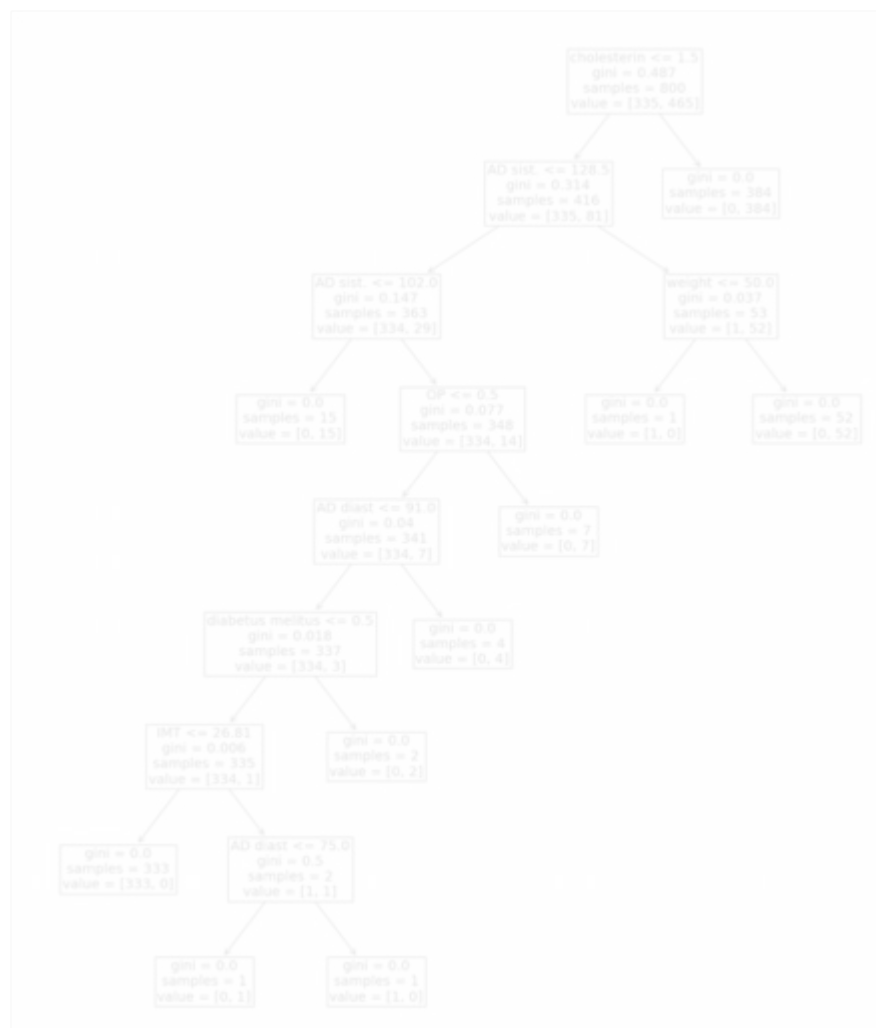 cholesterin <= 1.5
gini = 0.487
samples = 800
value = [335, 465]
AD sist. <= 128.5
gini = 0.314
samples = 416
value = [335, 81]
gini = 0.0
samples = 384
value = [0, 384]
AD sist. <= 102.0
gini = 0.147
samples = 363
value = [334, 29]
weight <= 50.0
gini = 0.037
samples = 53
value = [1, 52]
gini = 0.0
samples = 15
value = [0, 15]
OP <= 0.5
gini = 0.077
samples = 348
value = [334, 14]
gini = 0.0
samples = 1
value = [1, 0]
gini = 0.0
samples = 52
value = [0, 52]
AD diast <= 91.0
gini = 0.04
samples = 341
value = [334, 7]
gini = 0.0
samples = 7
value = [0, 7]
diabetus melitus <= 0.5
gini = 0.018
samples = 337
value = [334, 3]
gini = 0.0
samples = 4
value = [0, 4]
IMT <= 26.81
gini = 0.006
samples = 335
value = [334, 1]
gini = 0.0
samples = 2
value = [0, 2]
gini = 0.0
samples = 333
value = [333, 0]
AD diast <= 75.0
gini = 0.5
samples = 2
value = [1, 1]
gini = 0.0
samples = 1
value = [0, 1]
gini = 0.0
samples = 1
value = [1, 0]